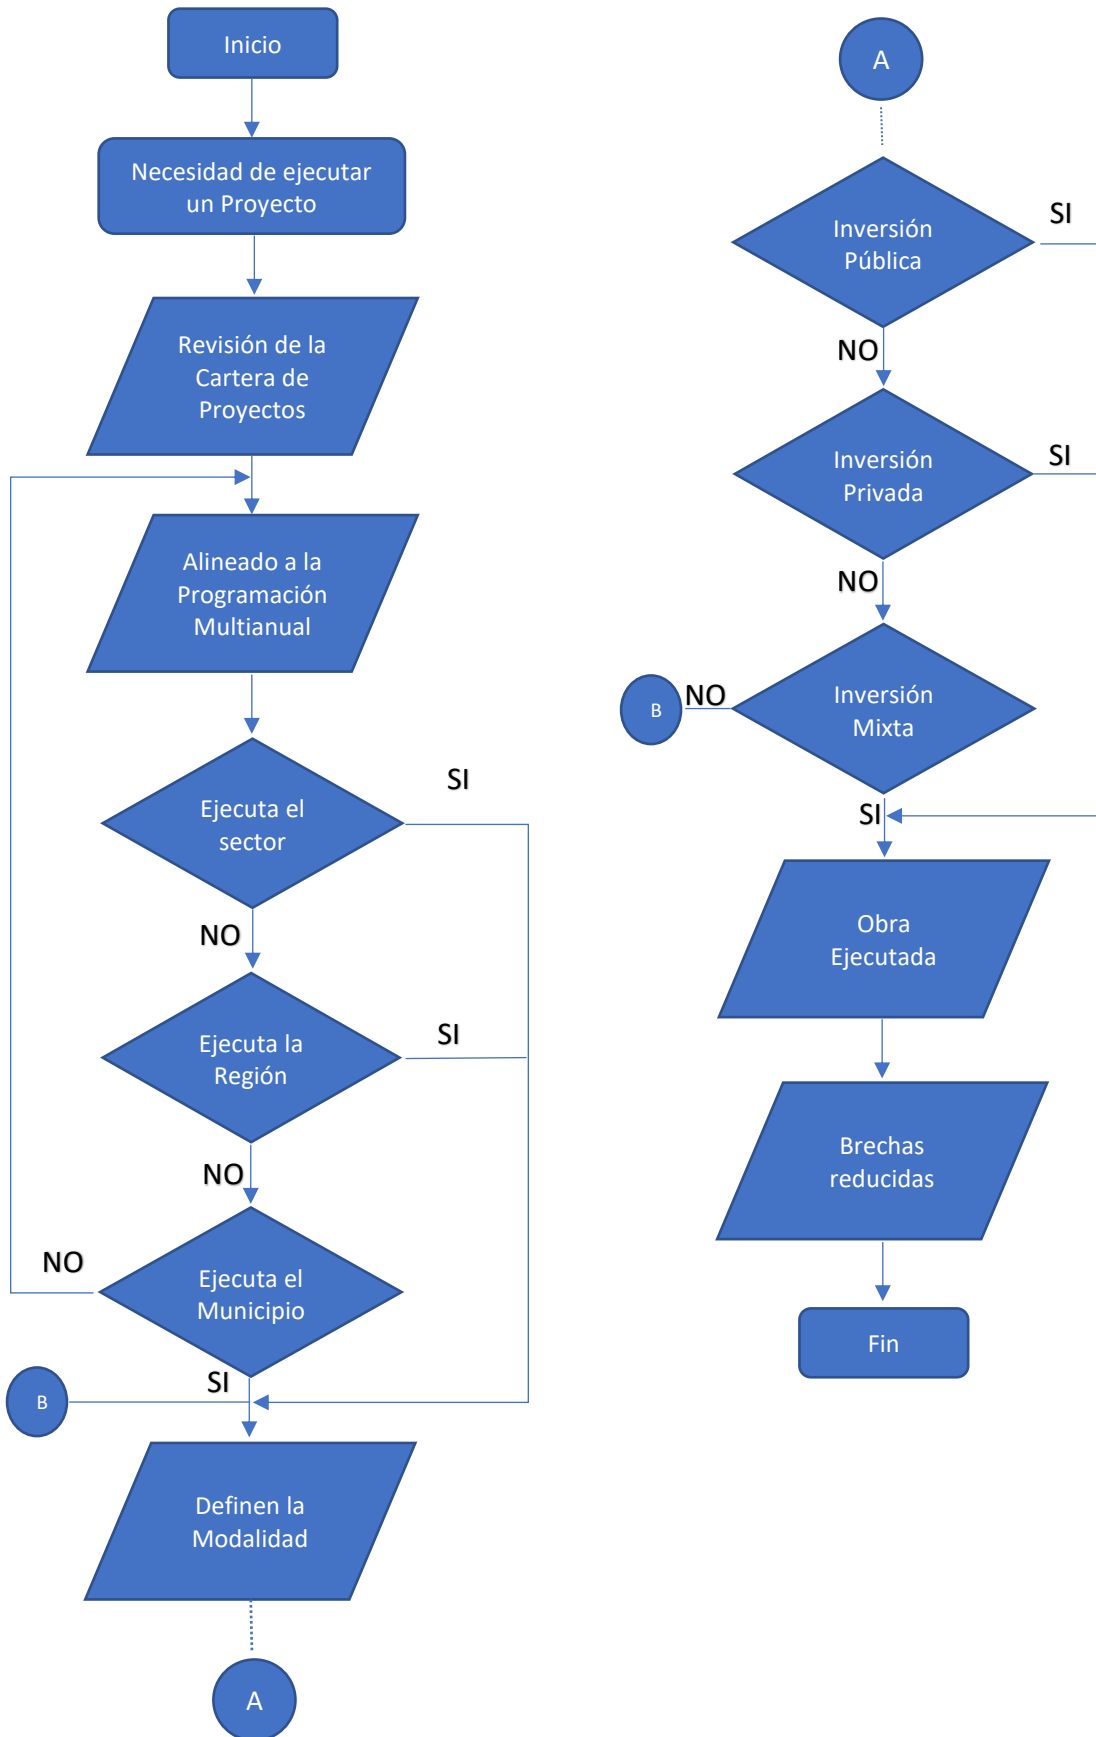 Inicio
Necesidad de ejecutar
un Proyecto
Revisión de la
Cartera de
Proyectos
Alineado a la
Programación
Multianual
SI
Ejecuta el
sector
NO
SI
Ejecuta la
Región
NO
NO
Ejecuta el
Municipio
SI
B
Definen la
Modalidad
A
A
SI
Inversión
Pública
NO
SI
Inversión
Privada
NO
B
NO
Inversión
Mixta
SI
Obra
Ejecutada
Brechas
reducidas
Fin